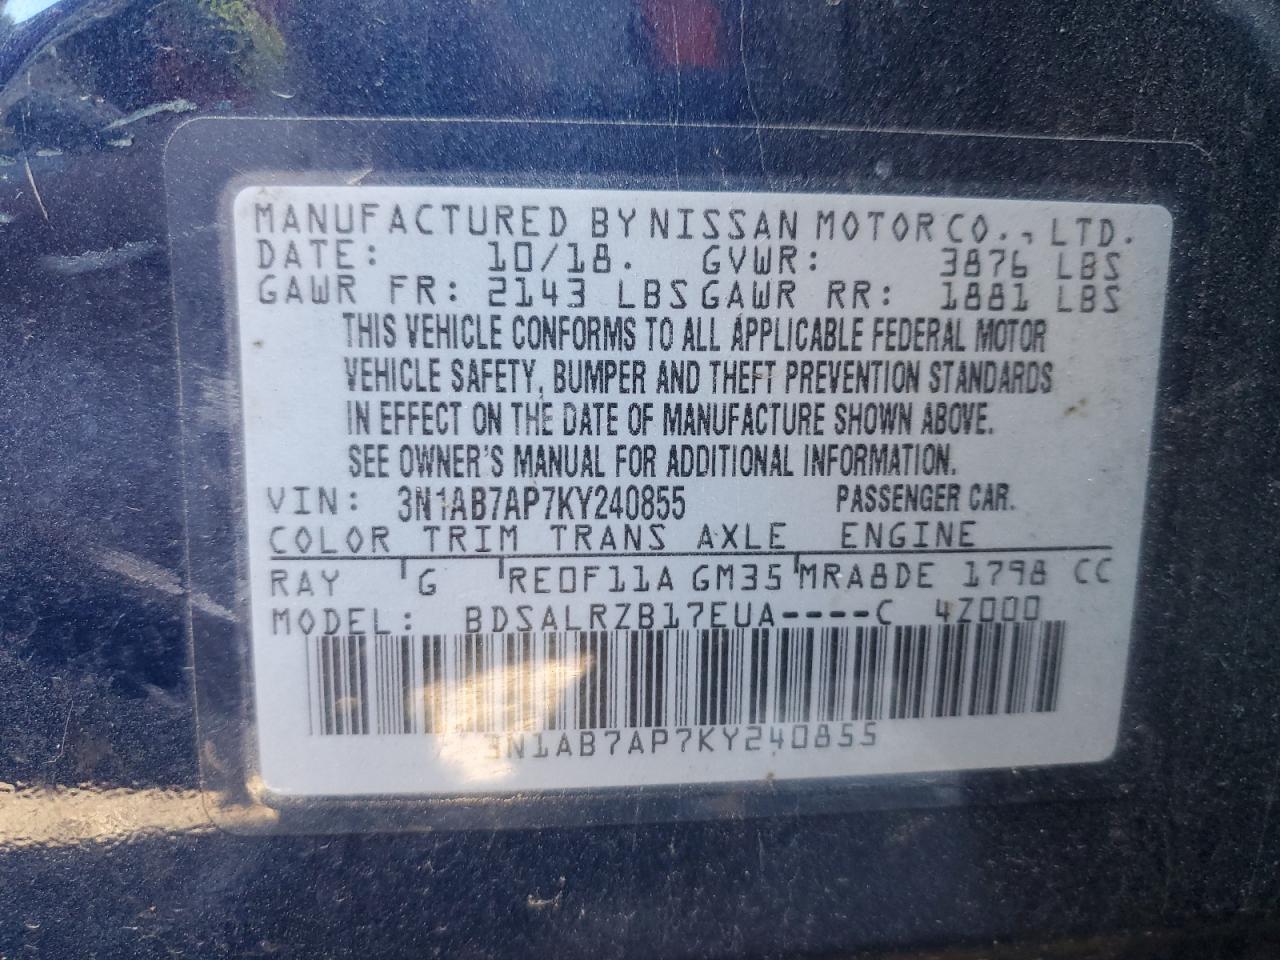 MANUFACTURED BY NISSAN MOTOR CO., LTD.
DATE: 10/18. GVWR: 3876 LBS
GAWR FR: 2143 LBS GAWR RR: 1881 LBS
THIS VEHICLE CONFORMS TO ALL APPLICABLE FEDERAL MOTOR
VEHICLE SAFETY, BUMPER AND THEFT PREVENTION STANDARDS
IN EFFECT ON THE DATE OF MANUFACTURE SHOWN ABOVE.
SEE OWNER'S MANUAL FOR ADDITIONAL INFORMATION.
VIN: 3N1AB7AP7KY240855 PASSENGER CAR.
COLOR TRIM TRANS AXLE ENGINE
RAY G RE0F11A GM35 MRA8DE 1798 CC
MODEL: BDSALRZB17EUA----C 4Z000
3N1AB7AP7KY240855